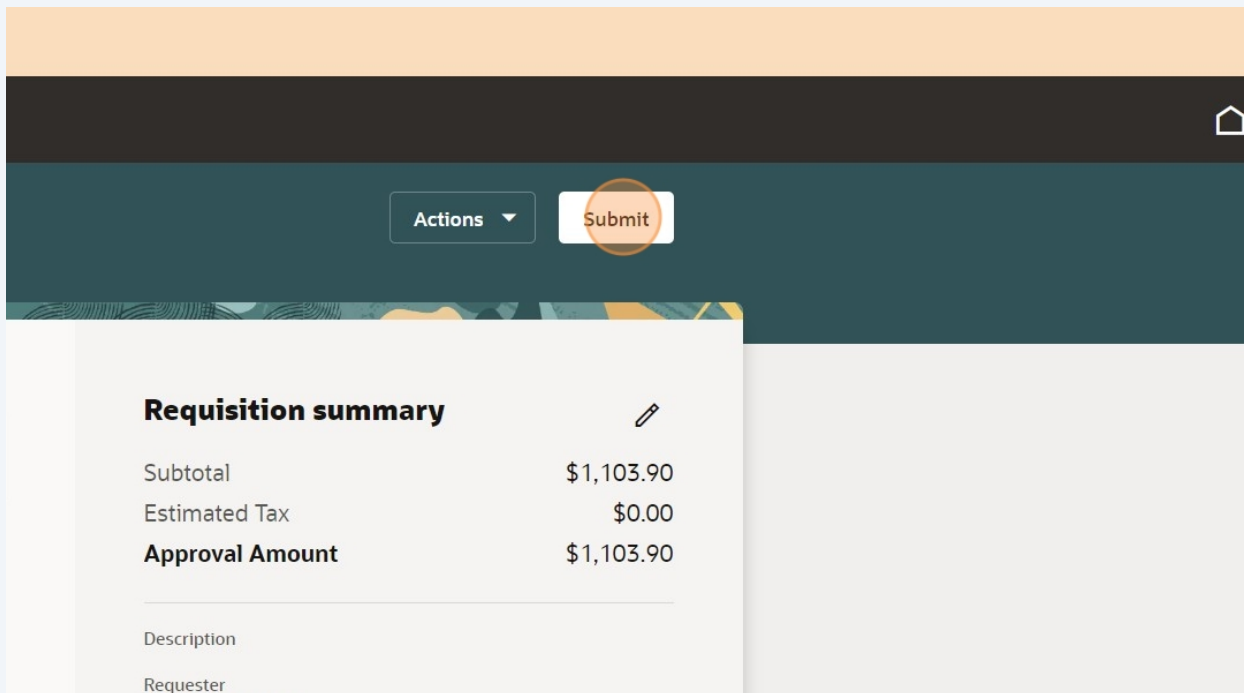 Actions Submit
Requisition summary
Subtotal $1,103.90
Estimated Tax $0.00
Approval Amount $1,103.90
Description
Requester